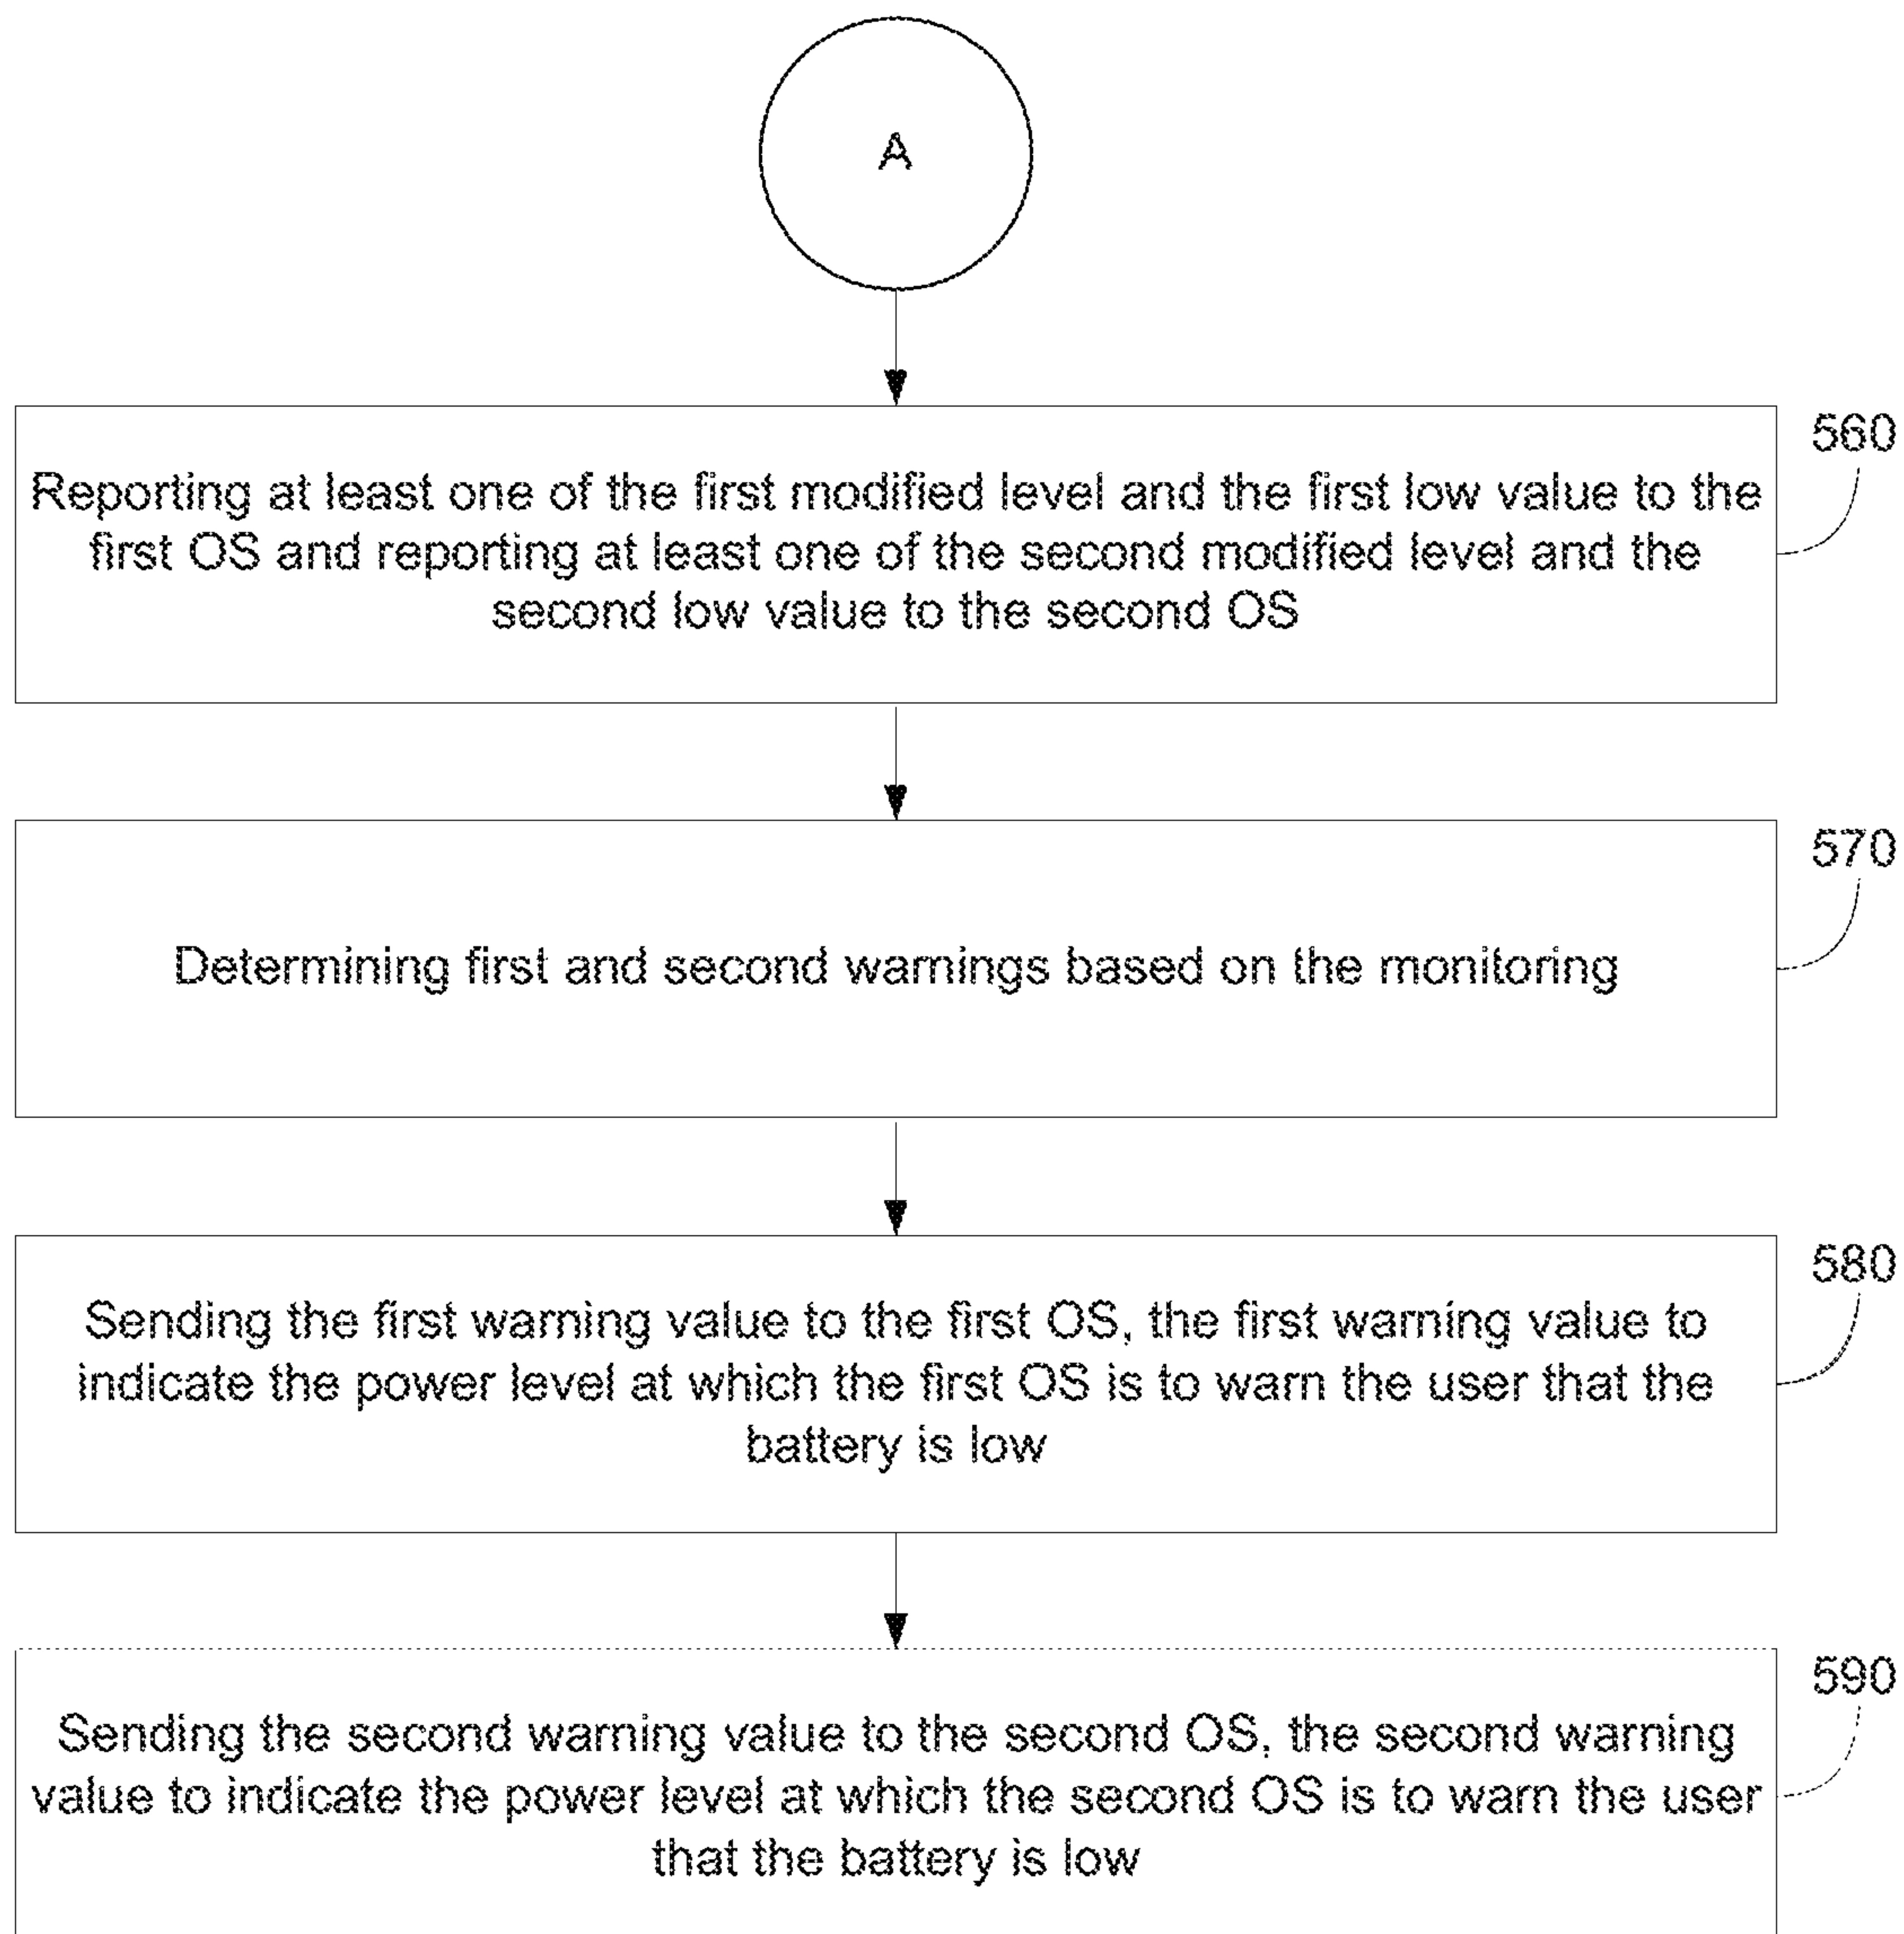 A
560
Reporting at least one of the first modified level and the first low value to the
first OS and reporting at least one of the second modified level and the
second low value to the second OS
570
Determining first and second warnings based on the monitoring
580
Sending the first warning value to the first OS, the first warning value to
indicate the power level at which the first OS is to warn the user that the
battery is low
590
Sending the second warning value to the second OS, the second warning
value to indicate the power level at which the second OS is to warn the user
that the battery is low